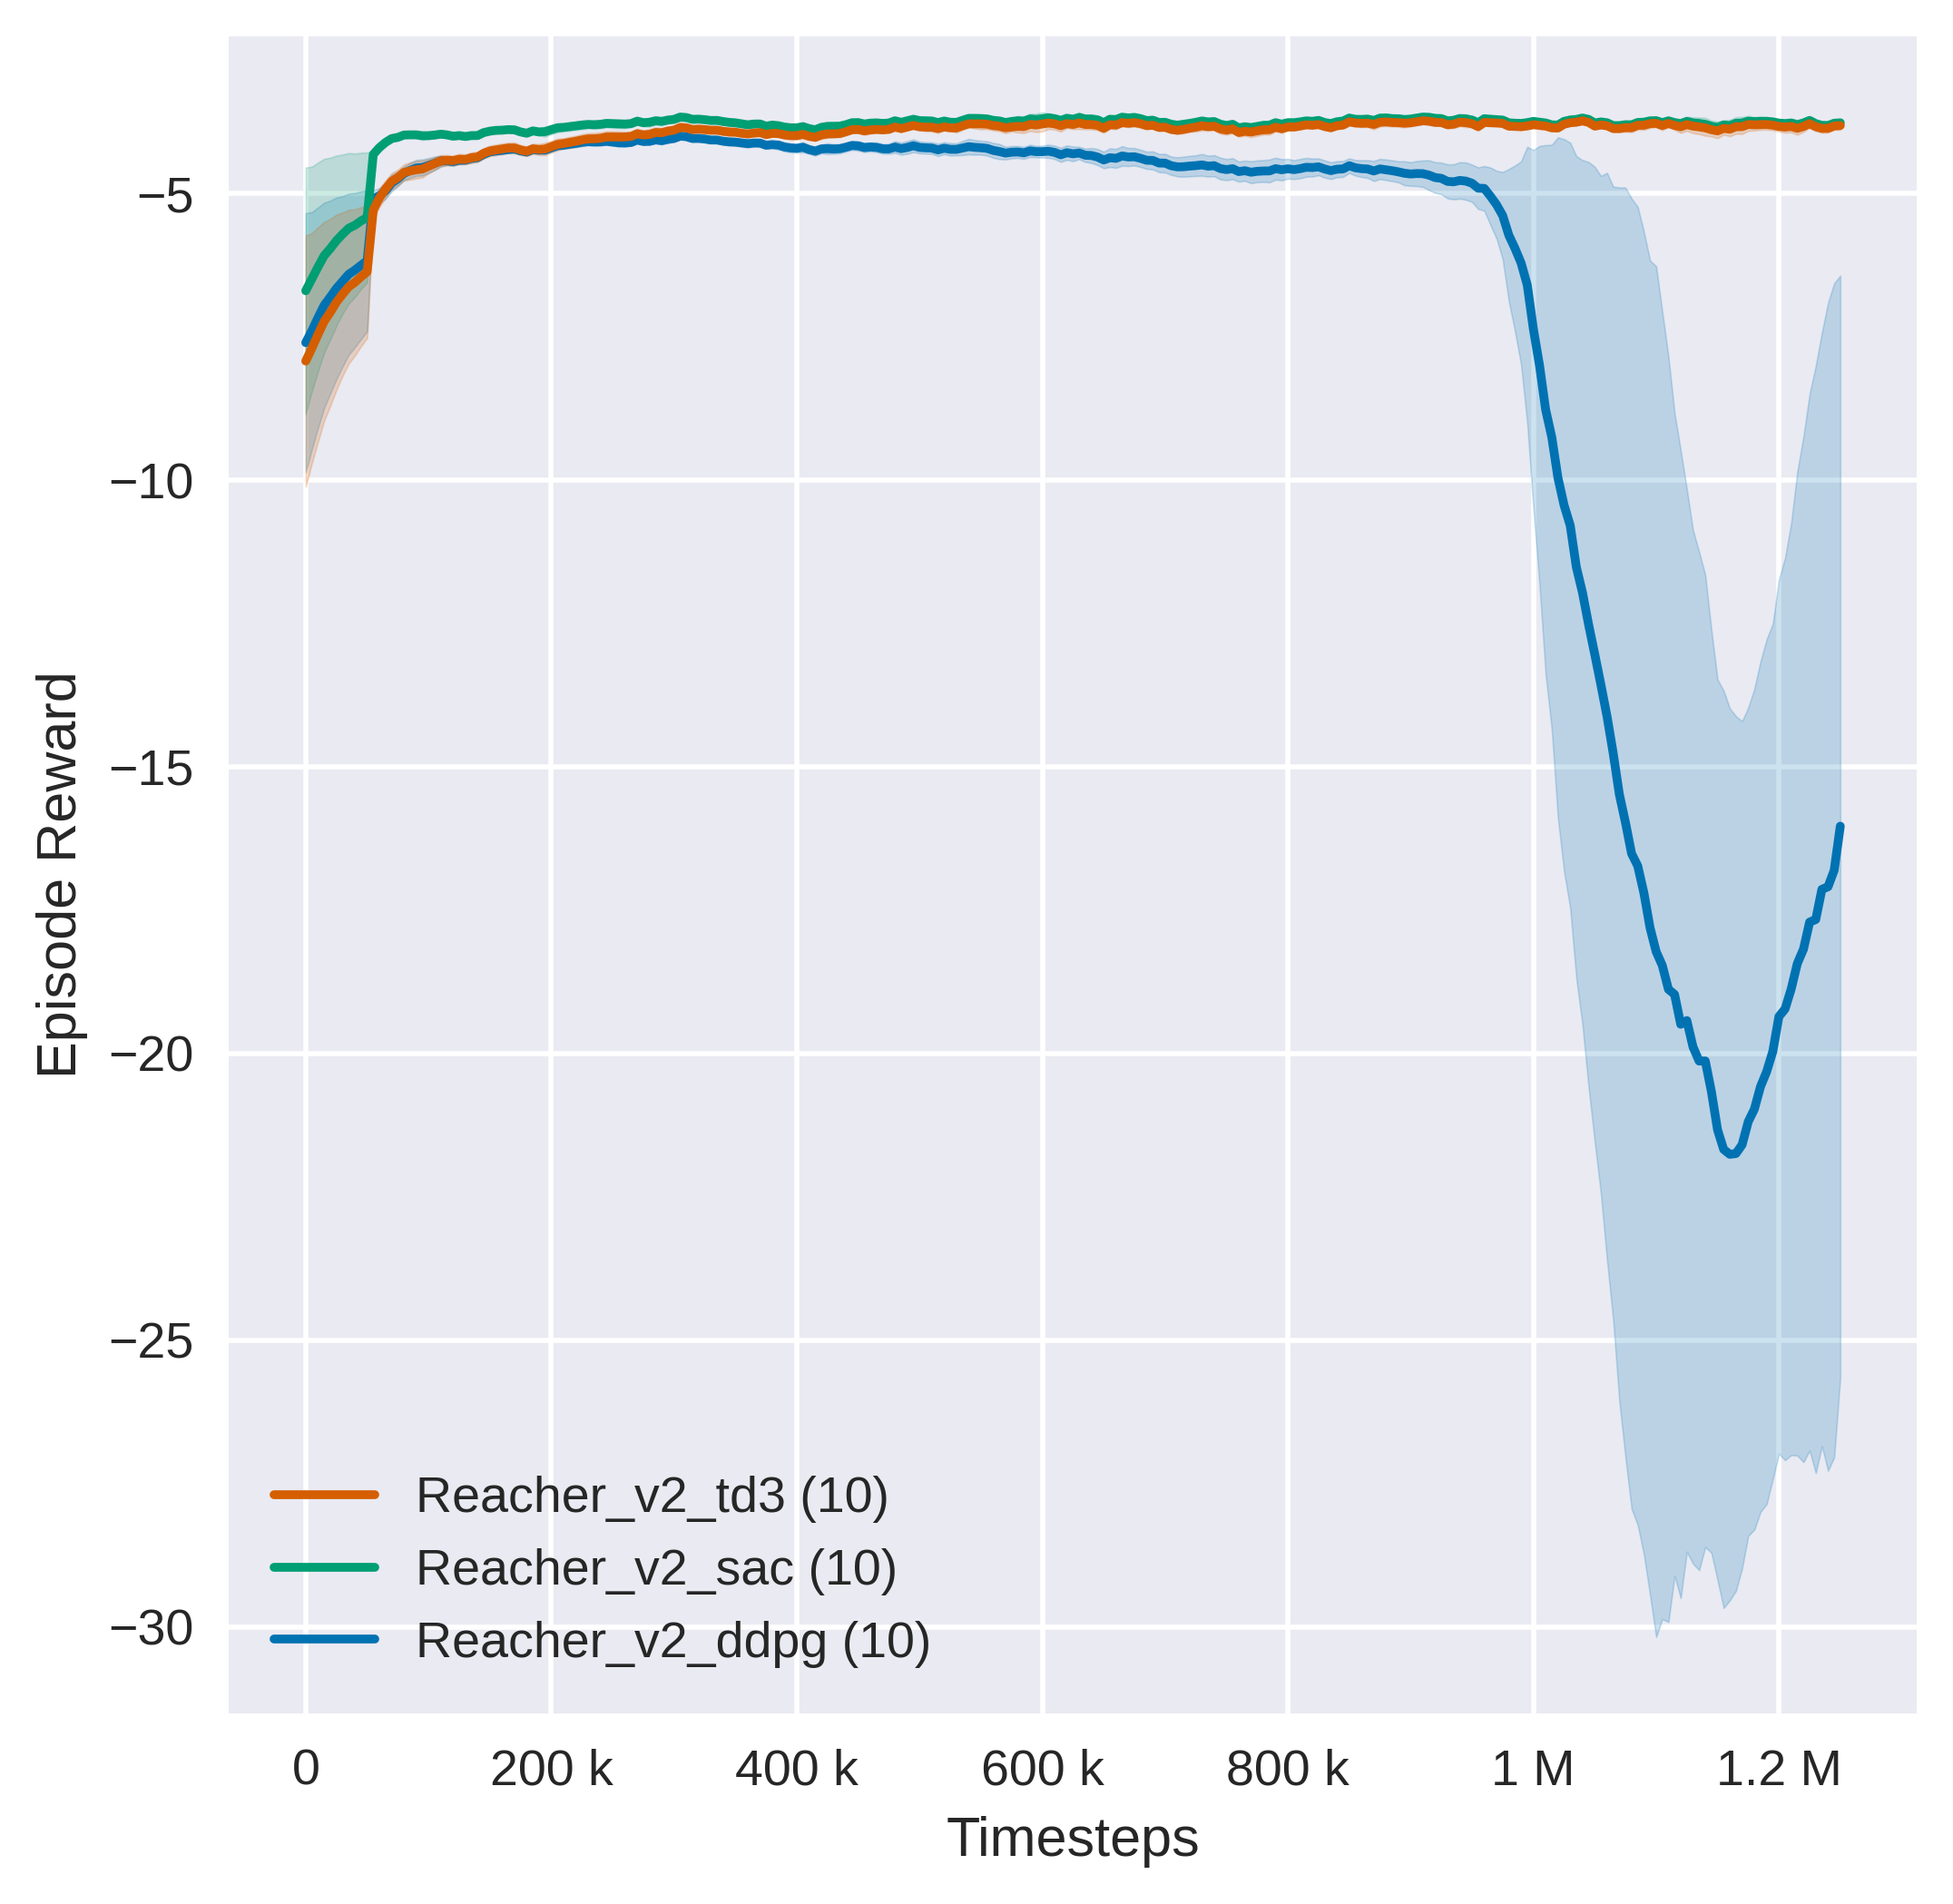 Episode Reward
−5
−10
−15
−20
−25
−30
Reacher_v2_td3 (10)
Reacher_v2_sac (10)
Reacher_v2_ddpg (10)
0
200 k
400 k
600 k
800 k
1 M
1.2 M
Timesteps